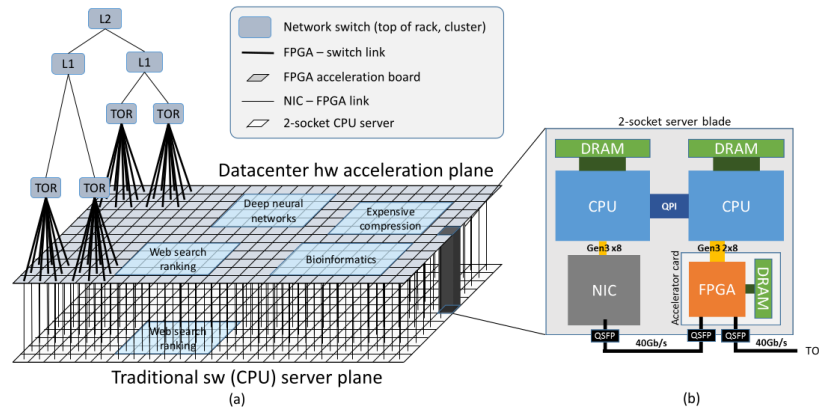 L2
L1
L1
TOR
TOR
TOR
TOR
Network switch (top of rack, cluster)
FPGA – switch link
FPGA acceleration board
NIC – FPGA link
2-socket CPU server
Datacenter hw acceleration plane
Deep neural
networks
Expensive
compression
Web search
ranking
Bioinformatics
Web search
ranking
Traditional sw (CPU) server plane
(a)
2-socket server blade
DRAM
DRAM
CPU
QPI
CPU
Gen3 x8
Gen3 2x8
NIC
Accelerator card
FPGA
DRAM
QSFP
QSFP
QSFP
40Gb/s
40Gb/s
TO
(b)